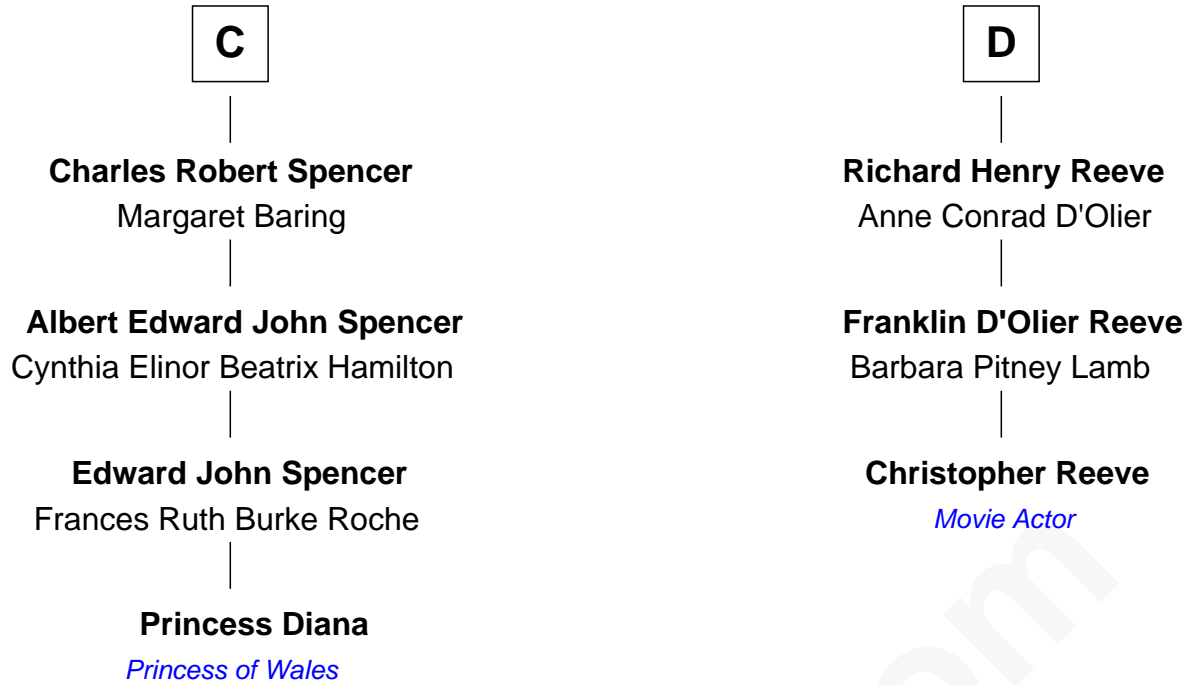 C
Charles Robert Spencer
Margaret Baring
Albert Edward John Spencer
Cynthia Elinor Beatrix Hamilton
Edward John Spencer
Frances Ruth Burke Roche
Princess Diana
Princess of Wales
D
Richard Henry Reeve
Anne Conrad D'Olier
Franklin D'Olier Reeve
Barbara Pitney Lamb
Christopher Reeve
Movie Actor
om